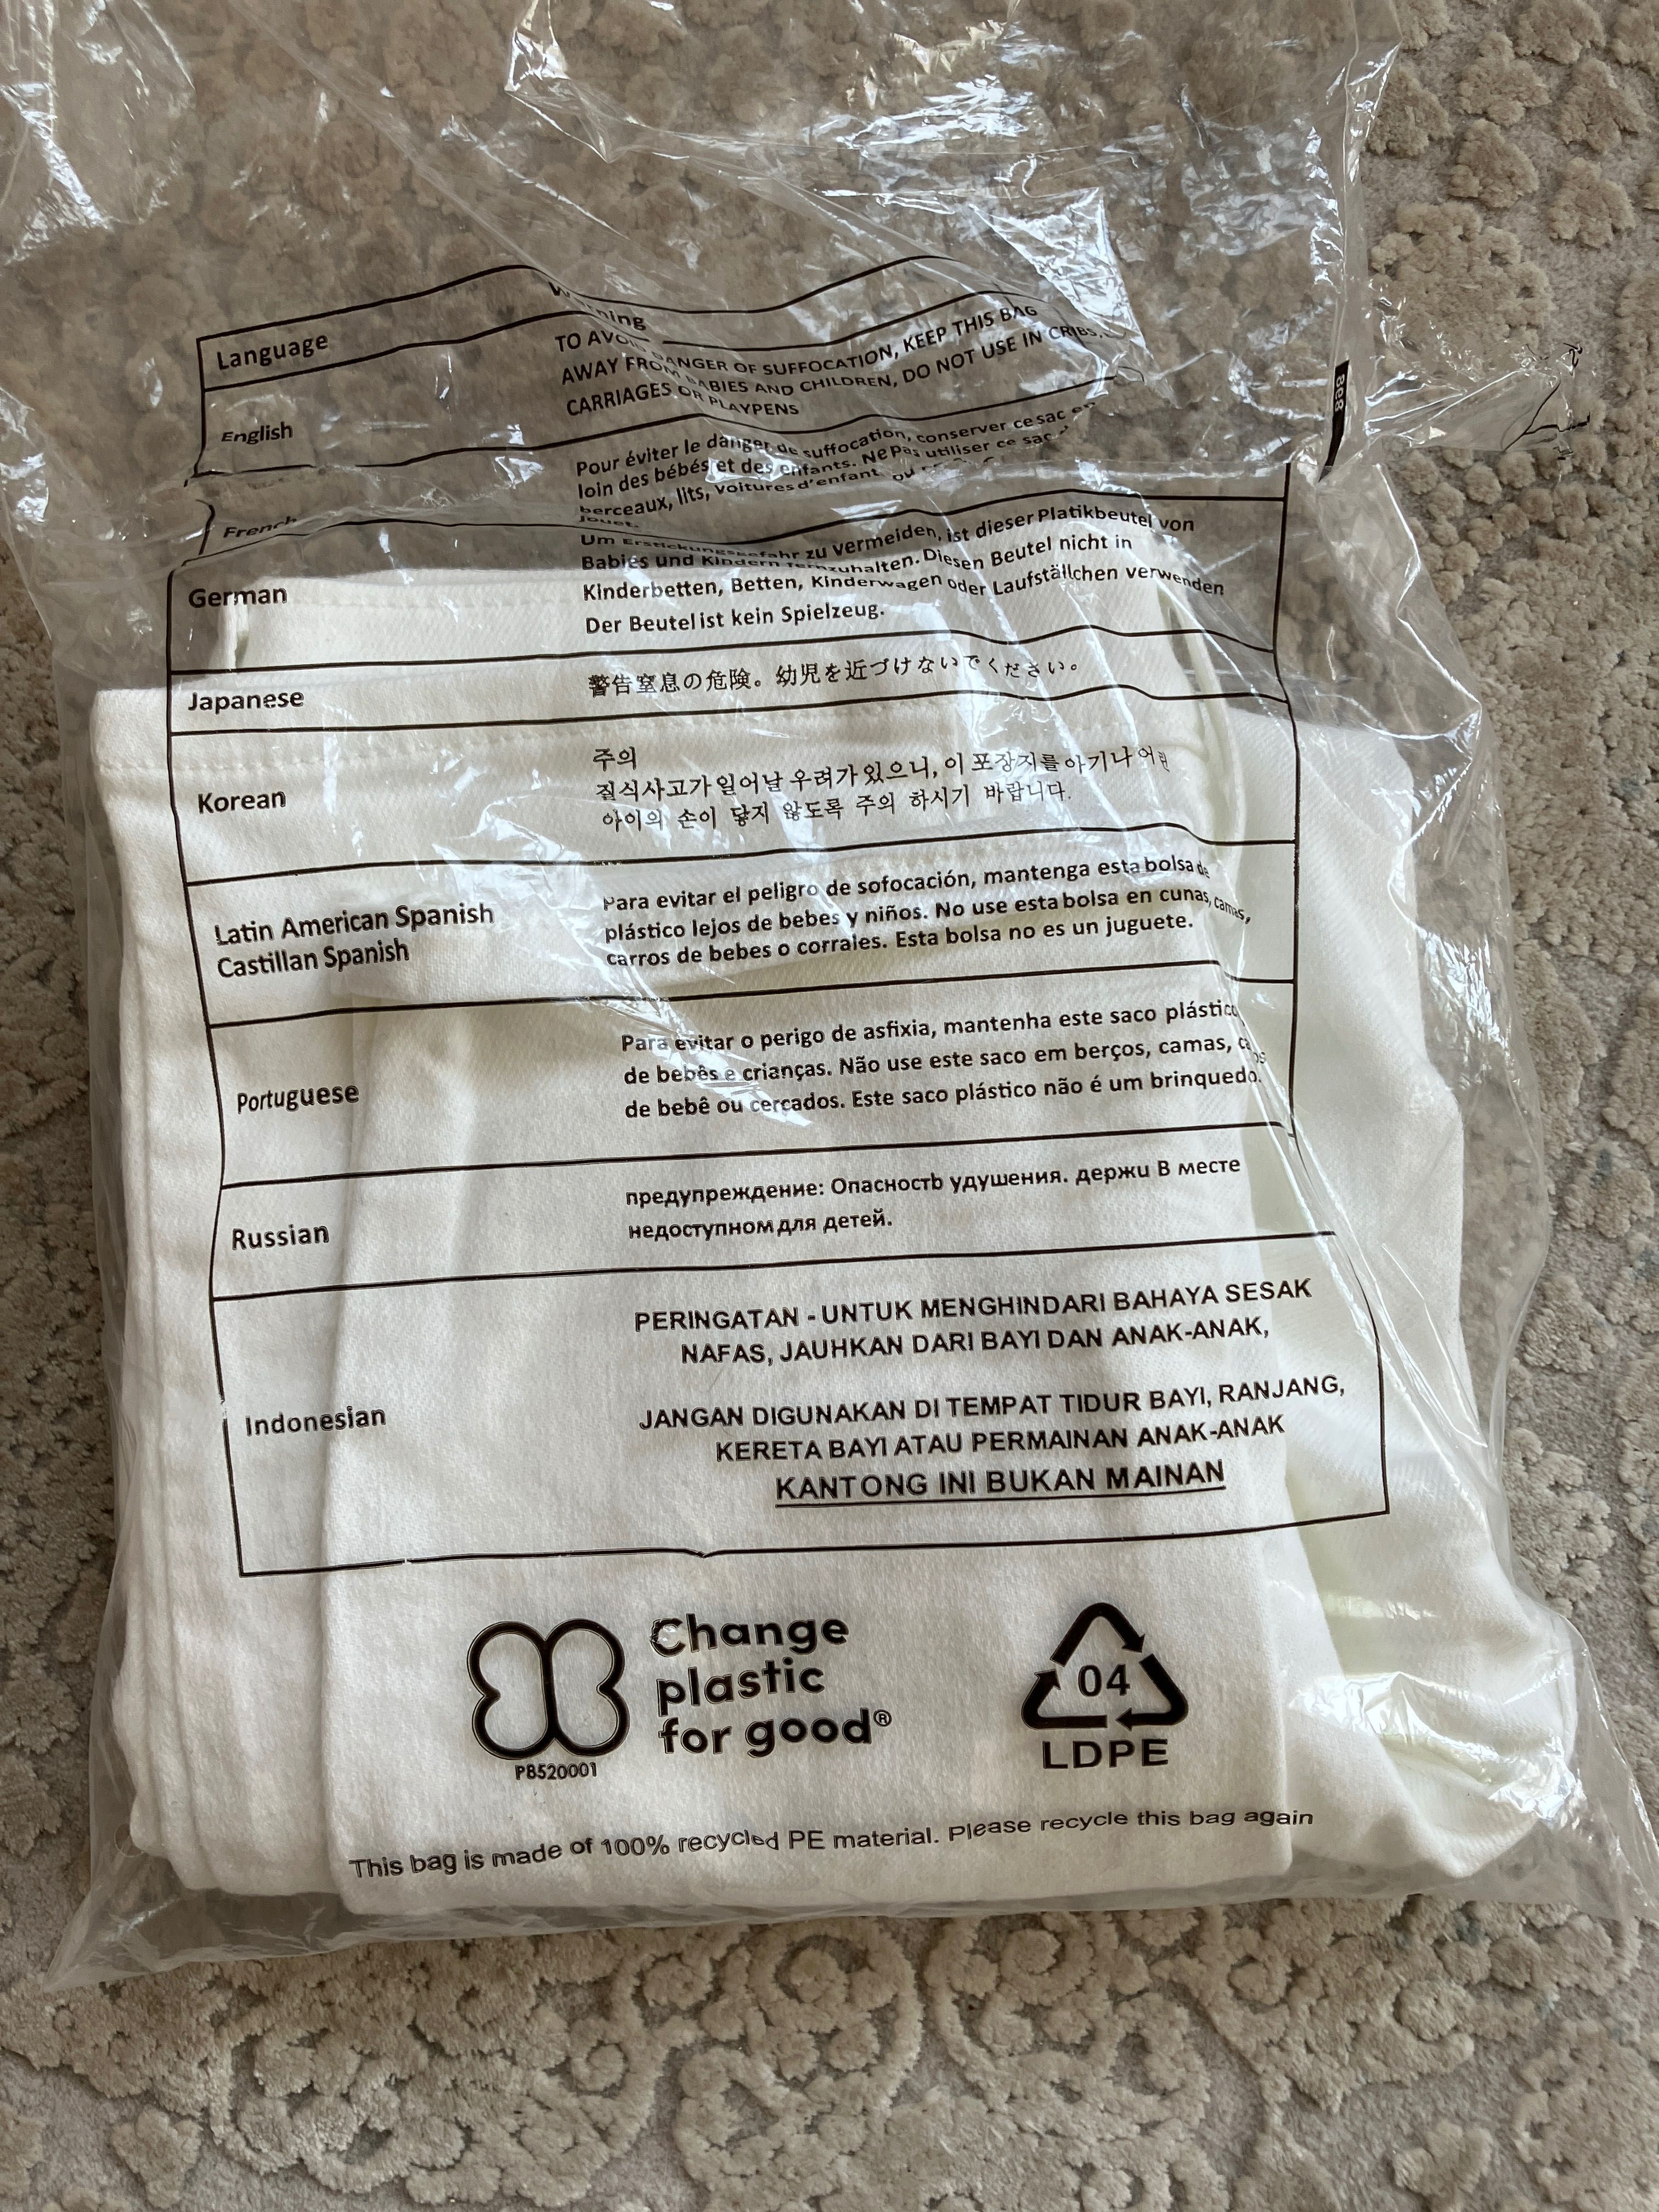 Language
Warning
English
TO AVOID DANGER OF SUFFOCATION, KEEP THIS BAG
AWAY FROM BABIES AND CHILDREN, DO NOT USE IN CRIBS,
CARRIAGES OR PLAYPENS
French
Pour éviter le danger de suffocation, conserver ce sac en
loin des bébés et des enfants. Ne Pas utiliser ce sac
berceaux, lits, voitures d'enfant ou
jouet.
German
Um Erstickungsgefahr zu vermeiden, ist dieser Platikbeutel von
Babies und Kindern fernzuhalten. Diesen Beutel nicht in
Kinderbetten, Betten, Kinderwagen oder Laufställchen verwenden
Der Beutel ist kein Spielzeug.
Japanese
警告窒息の危険。幼児を近づけないでください。
Korean
주의
질식사고가 일어날 우려가 있으니, 이 포장지를 아기나 어린
아이의 손이 닿지 않도록 주의 하시기 바랍니다.
Latin American Spanish
Castillan Spanish
Para evitar el peligro de sofocación, mantenga esta bolsa de
plástico lejos de bebes y niños. No use esta bolsa en cunas, camas,
carros de bebes o corrales. Esta bolsa no es un juguete.
Portuguese
Para evitar o perigo de asfixia, mantenha este saco plástico
de bebês e crianças. Não use este saco em berços, camas,
de bebê ou cercados. Este saco plástico não é um brinquedo.
Russian
предупреждение: Опасность удушения. держи В месте
недоступном для детей.
Indonesian
PERINGATAN - UNTUK MENGHINDARI BAHAYA SESAK
NAFAS, JAUHKAN DARI BAYI DAN ANAK-ANAK,
JANGAN DIGUNAKAN DI TEMPAT TIDUR BAYI, RANJANG,
KERETA BAYI ATAU PERMAINAN ANAK-ANAK
KANTONG INI BUKAN MAINAN
Change
plastic
for good®
PB520001
04
LDPE
This bag is made of 100% recycled PE material. Please recycle this bag again